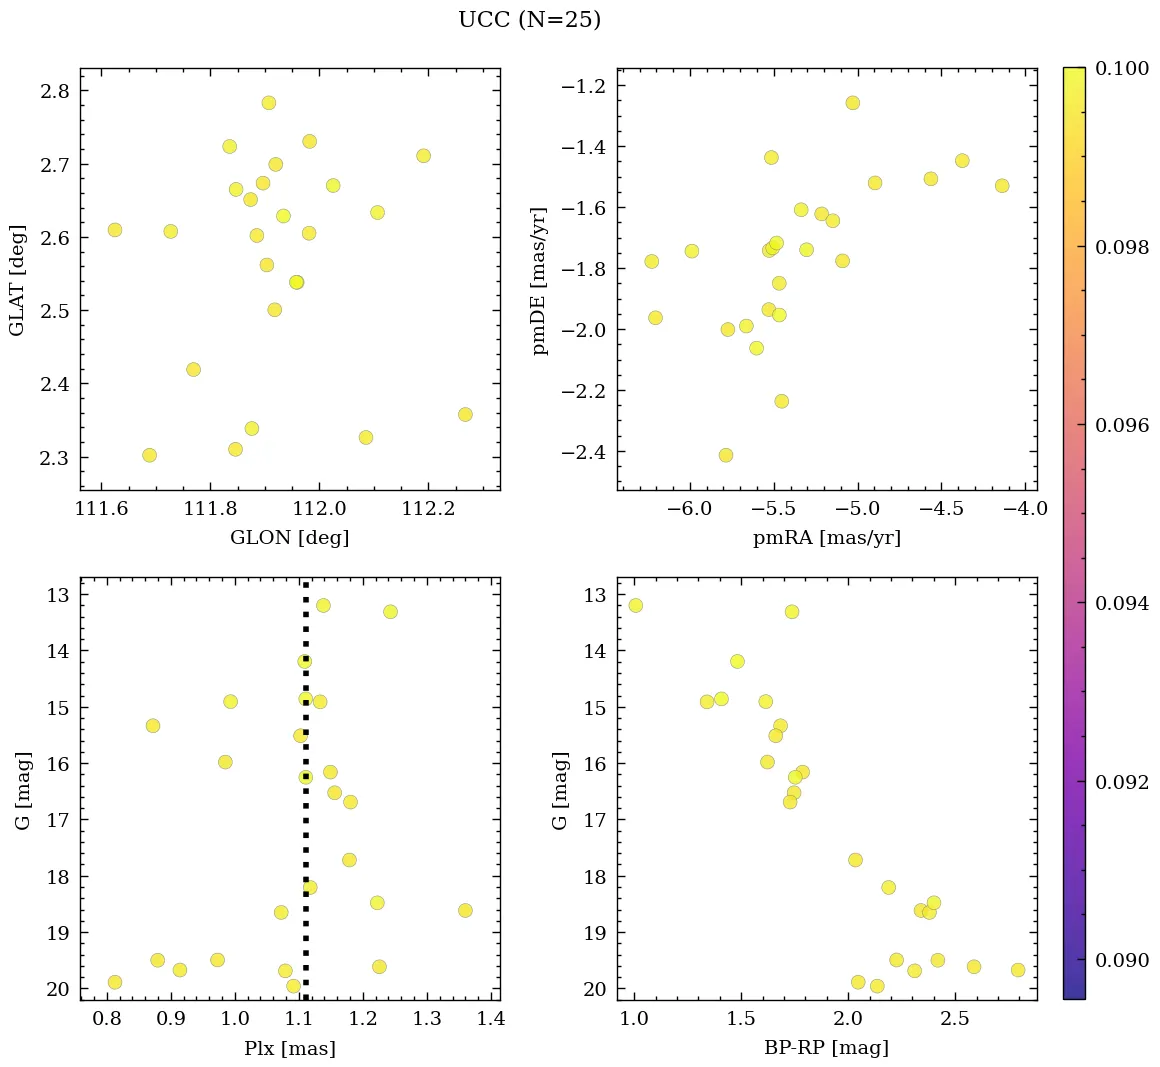 UCC (N=25)
2.8
2.7
2.6
2.5
2.4
2.3
GLAT [deg]
111.6 111.8 112.0 112.2
GLON [deg]
−1.2
−1.4
−1.6
−1.8
−2.0
−2.2
−2.4
pmDE [mas/yr]
−6.0 −5.5 −5.0 −4.5 −4.0
pmRA [mas/yr]
13
14
15
16
17
18
19
20
G [mag]
0.8 0.9 1.0 1.1 1.2 1.3 1.4
Plx [mas]
13
14
15
16
17
18
19
20
G [mag]
1.0 1.5 2.0 2.5
BP-RP [mag]
0.100
0.098
0.096
0.094
0.092
0.090